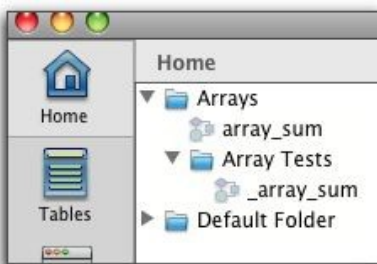 Home
Home
Arrays
array_sum
Array Tests
_array_sum
Tables
Default Folder